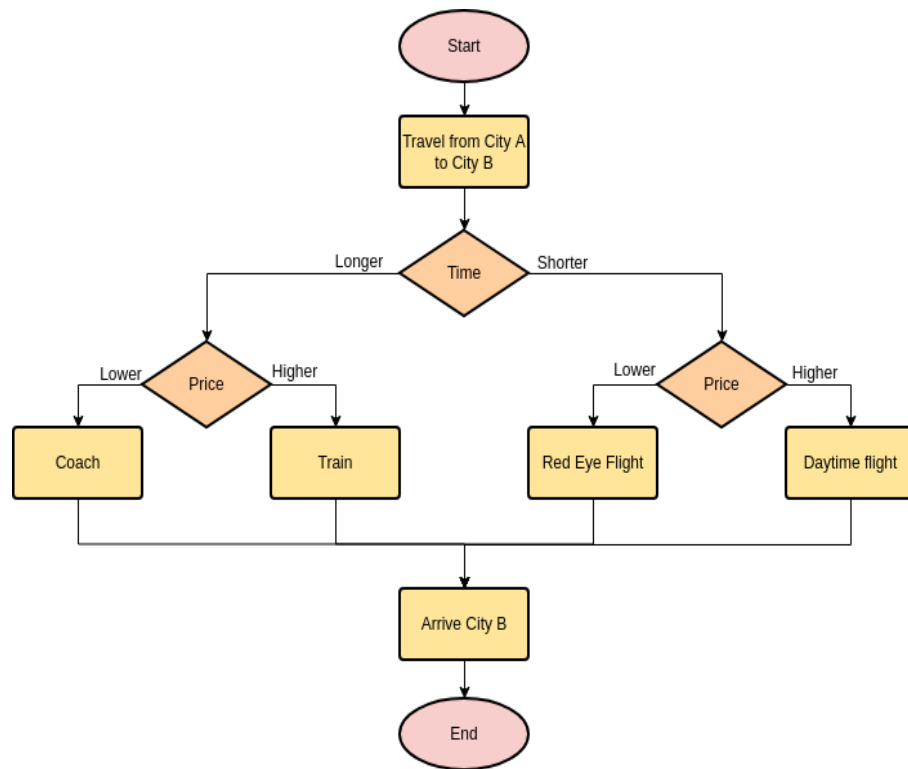 Start
Travel from City A
to City B
Longer
Time
Shorter
Lower
Price
Higher
Lower
Price
Higher
Coach
Train
Red Eye Flight
Daytime flight
Arrive City B
End